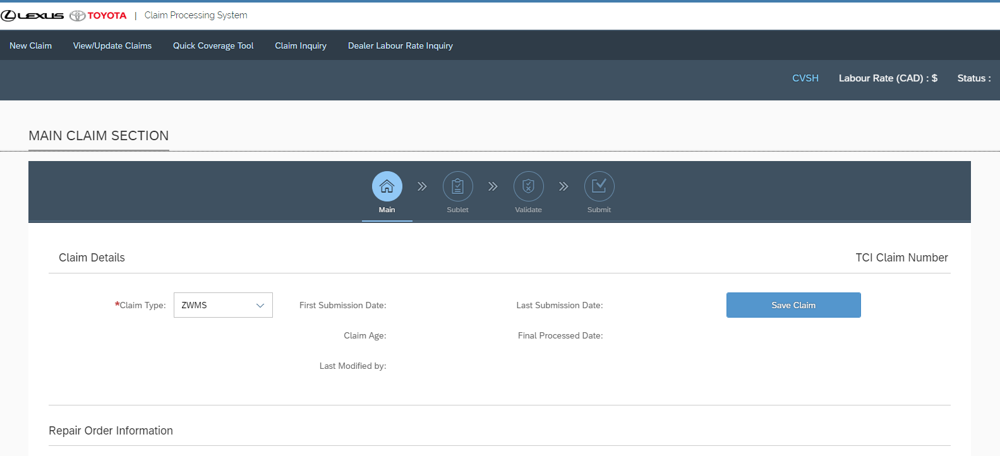 LEXUS TOYOTA | Claim Processing System
New Claim View/Update Claims Quick Coverage Tool Claim Inquiry Dealer Labour Rate Inquiry
CVSH Labour Rate (CAD) : $ Status :
MAIN CLAIM SECTION
Main Sublet Validate Submit
Claim Details TCI Claim Number
*Claim Type: ZWMS First Submission Date: Last Submission Date: Save Claim
Claim Age: Final Processed Date:
Last Modified by:
Repair Order Information